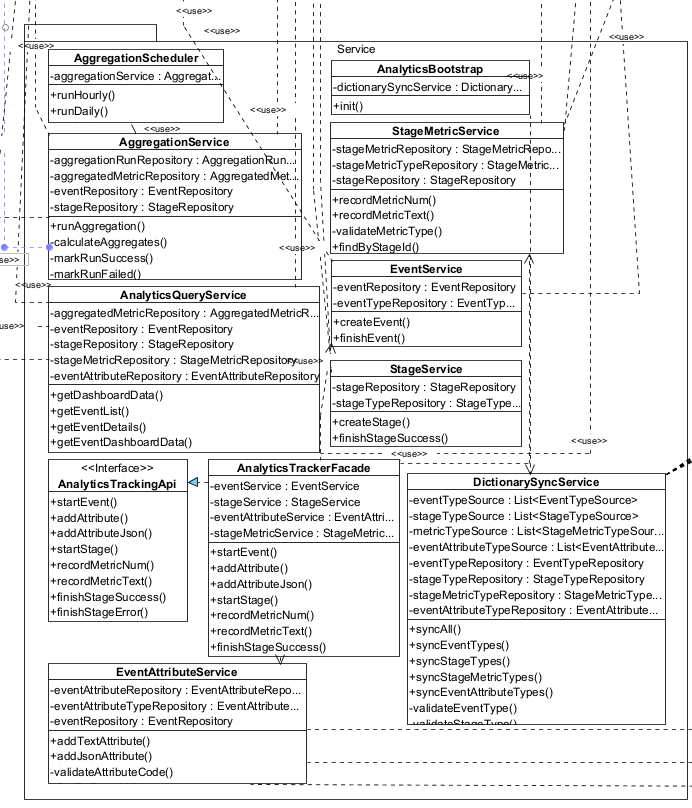 <<use>>
<<use>>
<<use>>
<<use>>
Service
<<use>>
AggregationScheduler
-aggregationService : Aggregat...
+runHourly()
+runDaily()
<<use>>
AnalyticsBootstrap
-dictionarySyncService : Dictionary...
+init()
<<use>>
<<use>>
AggregationService
-aggregationRunRepository : AggregationRun...
-aggregatedMetricRepository : AggregatedMet...
-eventRepository : EventRepository
-stageRepository : StageRepository
+runAggregation()
-calculateAggregates()
-markRunSuccess()
-markRunFailed()
StageMetricService
-stageMetricRepository : StageMetricRepo...
-stageMetricTypeRepository : StageMetric...
-stageRepository : StageRepository
+recordMetricNum()
+recordMetricText()
-validateMetricType()
+findByStageId()
<<use>>
se>>
EventService
-eventRepository : EventRepository
-eventTypeRepository : EventTyp...
+createEvent()
+finishEvent()
<<use>>
use>>
AnalyticsQueryService
-aggregatedMetricRepository : AggregatedMetricR...
-eventRepository : EventRepository
-stageRepository : StageRepository
-stageMetricRepository : StageMetricRepository
-eventAttributeRepository : EventAttributeRepository
+getDashboardData()
+getEventList()
+getEventDetails()
+getEventDashboardData()
<<use>>
StageService
-stageRepository : StageRepository
-stageTypeRepository : StageType...
+createStage()
+finishStageSuccess()
<<use>>
<<use>>
<<Interface>>
AnalyticsTrackingApi
+startEvent()
+addAttribute()
+addAttributeJson()
+startStage()
+recordMetricNum()
+recordMetricText()
+finishStageSuccess()
+finishStageError()
AnalyticsTrackerFacade
-eventService : EventService
-stageService : StageService
-eventAttributeService : EventAttri...
-stageMetricService : StageMetric...
+startEvent()
+addAttribute()
+addAttributeJson()
+startStage()
+recordMetricNum()
+recordMetricText()
+finishStageSuccess()
DictionarySyncService
-eventTypeSource : List<EventTypeSource>
-stageTypeSource : List<StageTypeSource>
-metricTypeSource : List<StageMetricTypeSour...
-eventAttributeTypeSource : List<EventAttribute...
-eventTypeRepository : EventTypeRepository
-stageTypeRepository : StageTypeRepository
-stageMetricTypeRepository : StageMetricType...
-eventAttributeTypeRepository : EventAttribute...
+syncAll()
+syncEventTypes()
+syncStageTypes()
+syncStageMetricTypes()
+syncEventAttributeTypes()
-validateEventType()
-validateStageType()
EventAttributeService
-eventAttributeRepository : EventAttributeRepo...
-eventAttributeTypeRepository : EventAttribute...
-eventRepository : EventRepository
+addTextAttribute()
+addJsonAttribute()
-validateAttributeCode()